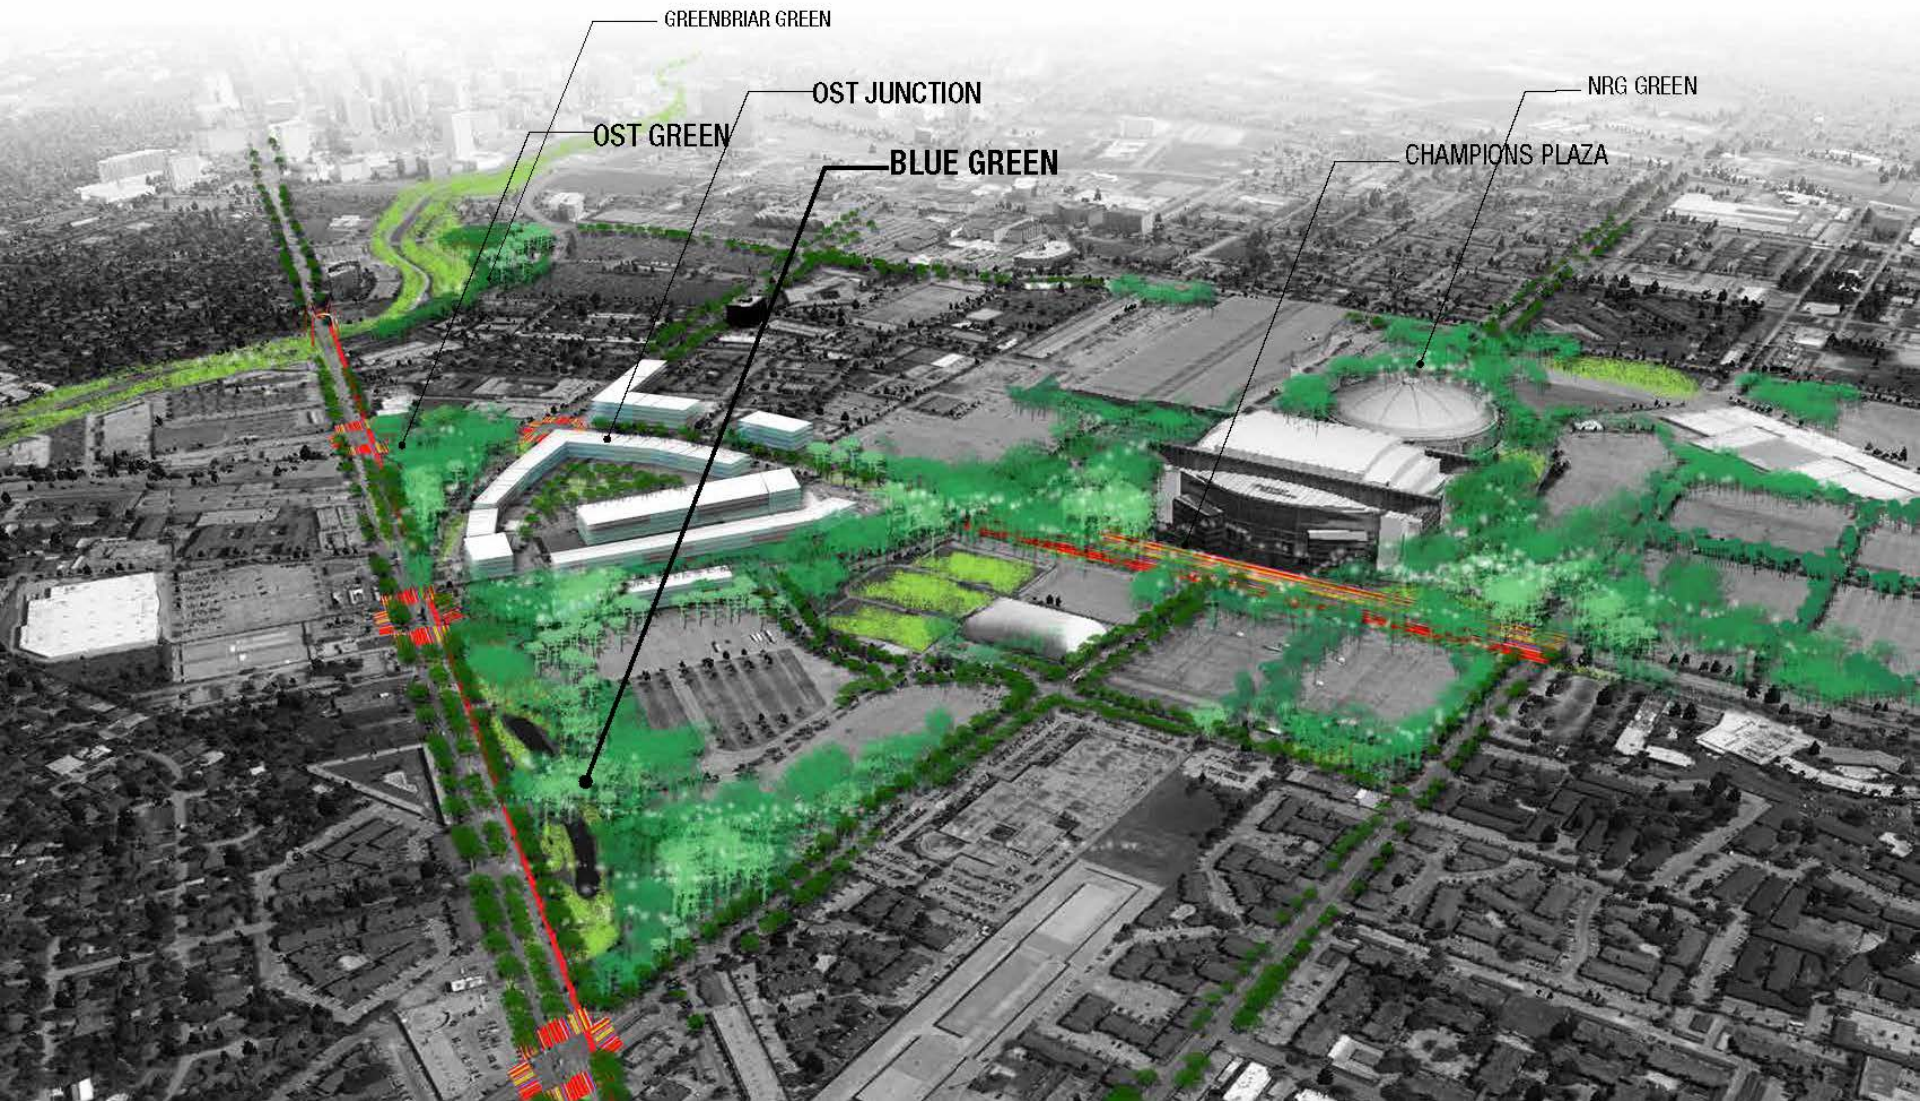 GREENBRIAR GREEN
OST JUNCTION
NRG GREEN
OST GREEN
CHAMPIONS PLAZA
BLUE GREEN